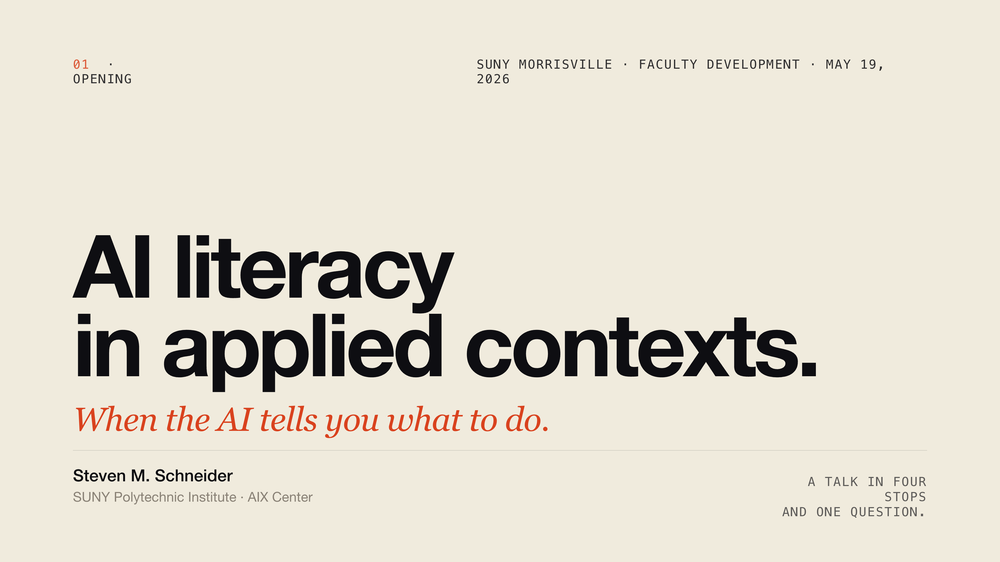 01 ·
OPENING
SUNY MORRISVILLE · FACULTY DEVELOPMENT · MAY 19,
2026
AI literacy
in applied contexts.
When the AI tells you what to do.
Steven M. Schneider
SUNY Polytechnic Institute · AIX Center
A TALK IN FOUR
STOPS
AND ONE QUESTION.